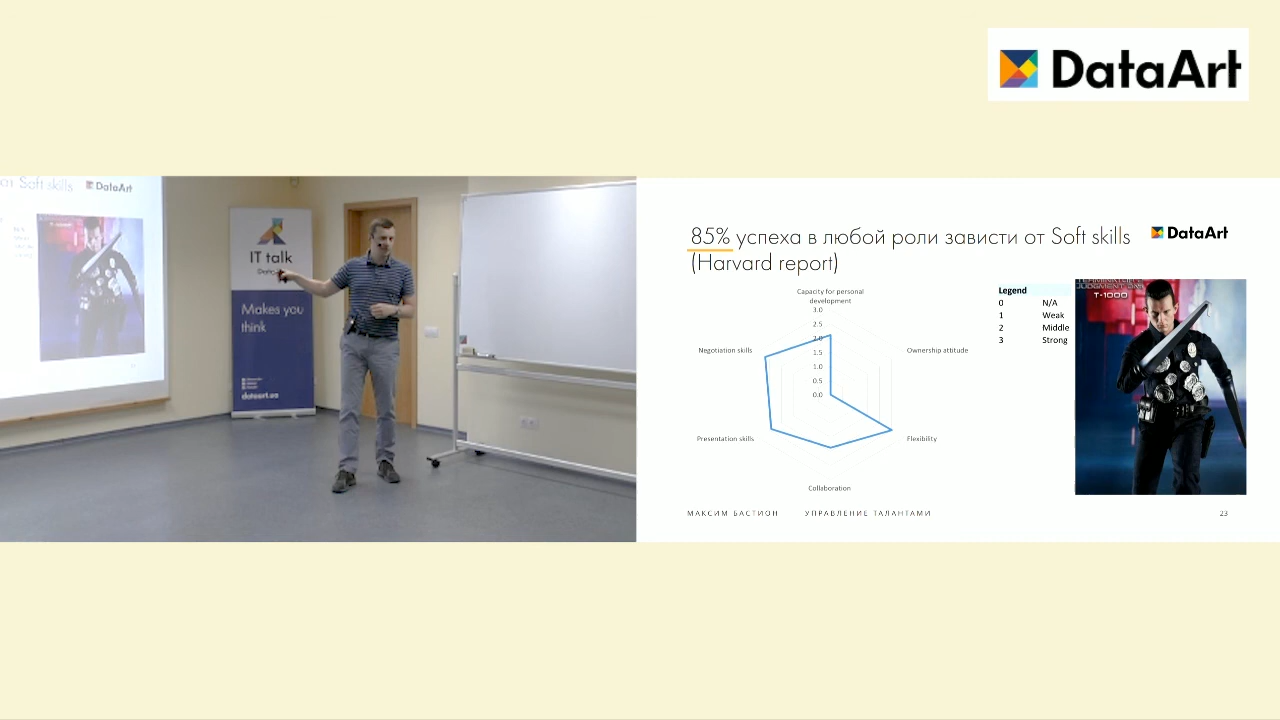 DataArt
Soft skills
DataArt
IT talk
Makes you
think
dataart.ua
85% успеха в любой роли зависти от Soft skills
(Harvard report)
DataArt
Capacity for personal
development
3.0
2.5
2.0
1.5
1.0
0.5
0.0
Negotiation skills
Ownership attitude
Presentation skills
Flexibility
Collaboration
Legend
0 N/A
1 Weak
2 Middle
3 Strong
T-1000
МАКСИМ БАСТИОН УПРАВЛЕНИЕ ТАЛАНТАМИ
23